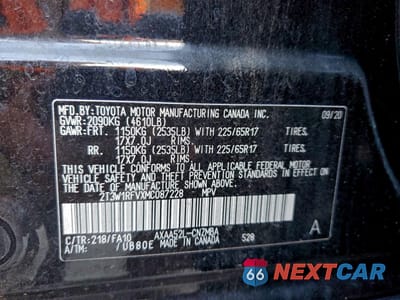 MFD.BY:TOYOTA MOTOR MANUFACTURING CANADA INC. 09/20
GVWR:2090KG (4610LB)
GAWR:FRT. 1150KG (2535LB) WITH 225/65R17 TIRES.
17X7.0J RIMS.
RR. 1150KG (2535LB) WITH 225/65R17 TIRES.
17X7.0J RIMS.
THIS VEHICLE CONFORMS TO ALL APPLICABLE FEDERAL MOTOR
VEHICLE SAFETY AND THEFT PREVENTION STANDARDS IN
EFFECT ON THE DATE OF MANUFACTURE SHOWN ABOVE.
2T3W1RFVXMC087228 MPV
A
C/TR:218/FA10 AXAA52L-CNZMBA
A/TM: /UB80E MADE IN CANADA 528
66 NEXTCAR